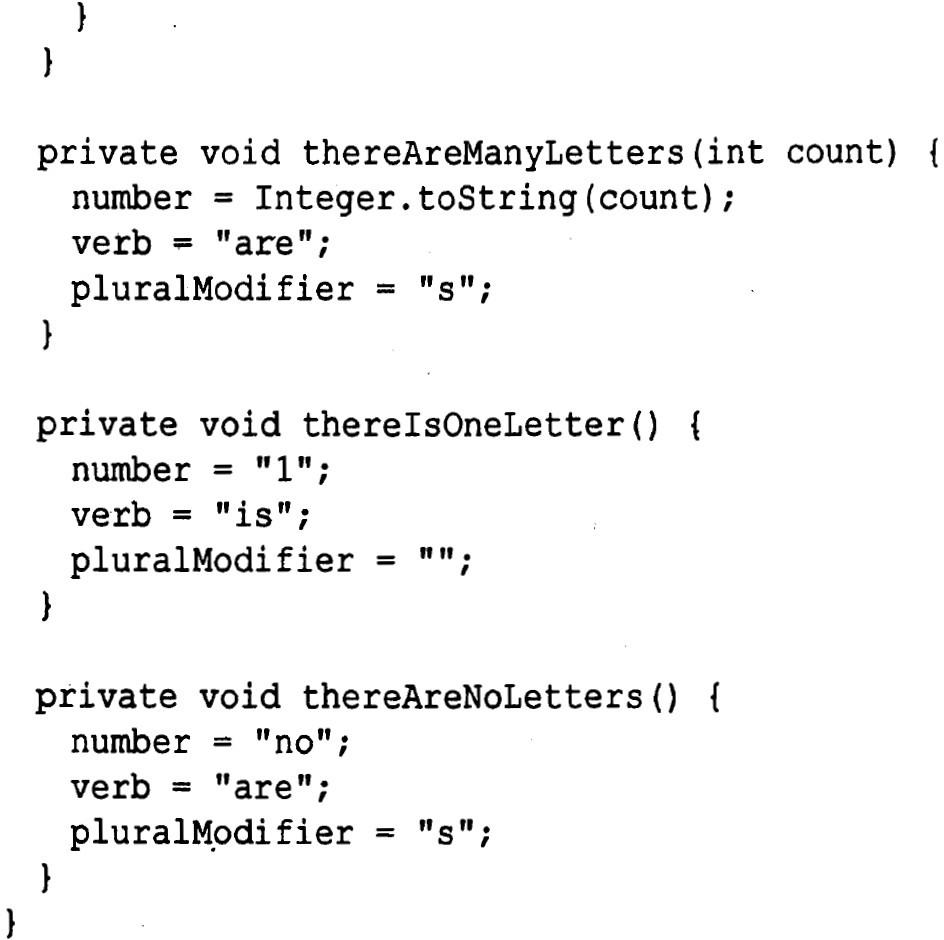 }
  }

  private void thereAreManyLetters(int count) {
    number = Integer.toString(count);
    verb = "are";
    pluralModifier = "s";
  }

  private void thereIsOneLetter() {
    number = "1";
    verb = "is";
    pluralModifier = "";
  }

  private void thereAreNoLetters() {
    number = "no";
    verb = "are";
    pluralModifier = "s";
  }
}